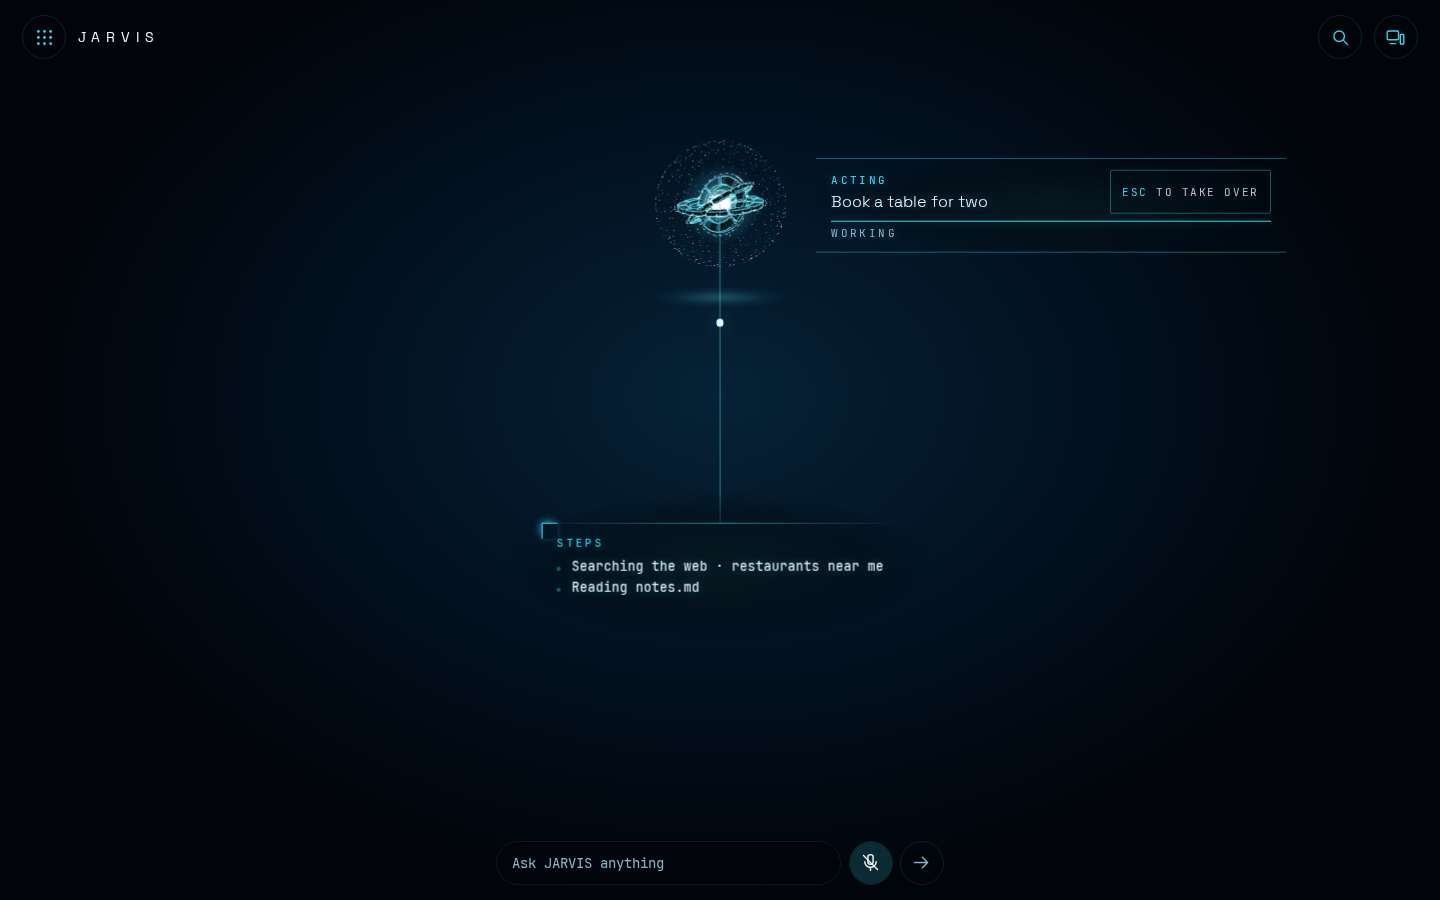 JARVIS
ACTING
Book a table for two
ESC TO TAKE OVER
WORKING
STEPS
Searching the web · restaurants near me
Reading notes.md
Ask JARVIS anything